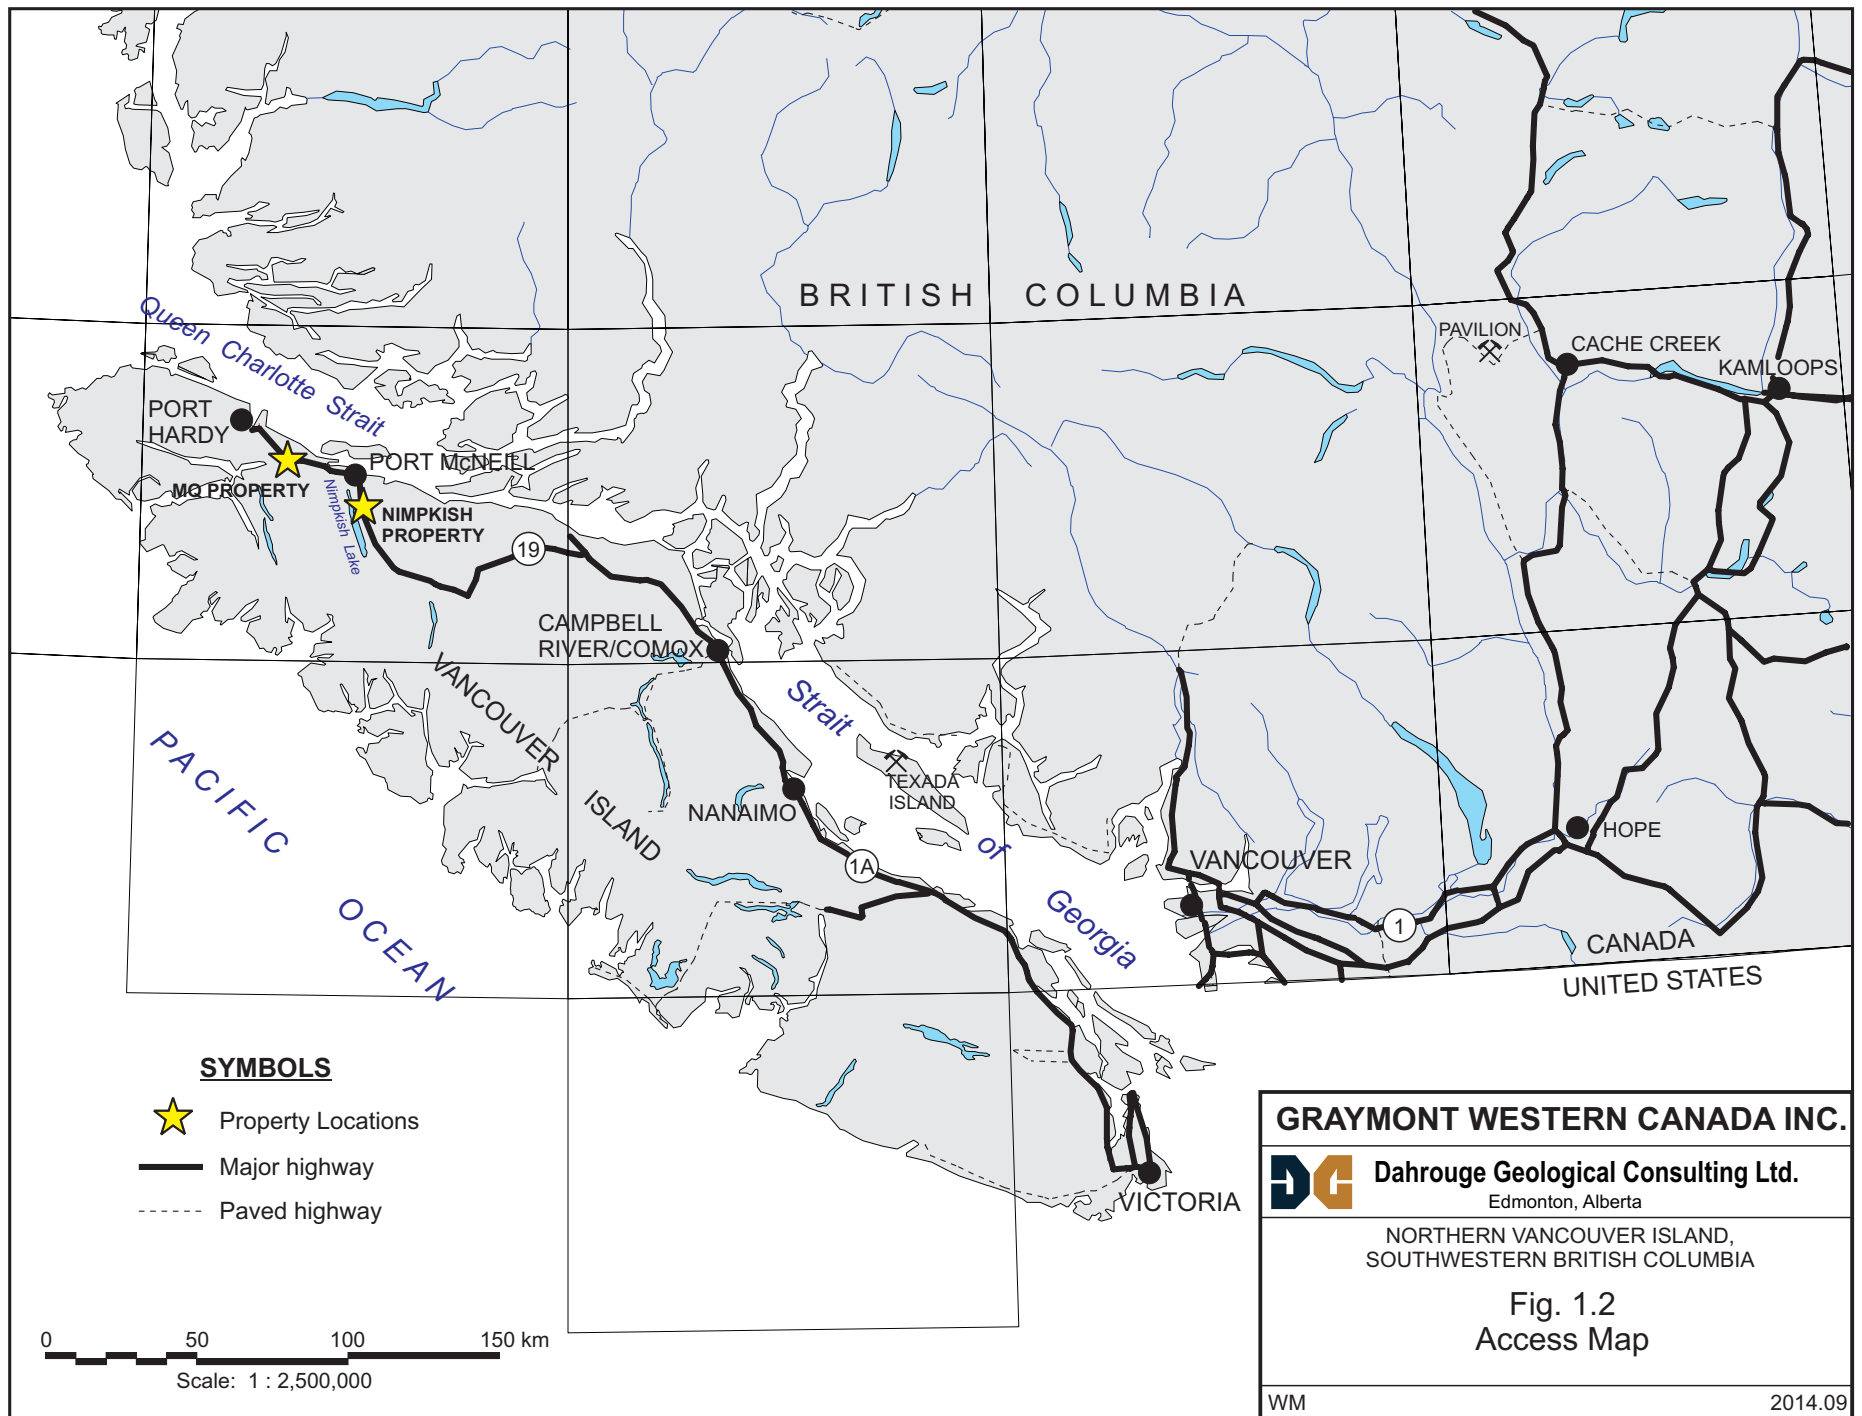 BRITISH COLUMBIA
Queen Charlotte Strait
PAVILION
CACHE CREEK
KAMLOOPS
PORT
HARDY
PORT McNEILL
MQ PROPERTY
Nimpkish Lake
NIMPKISH
PROPERTY
19
CAMPBELL
RIVER/COMOX
VANCOUVER
ISLAND
Strait
of
Georgia
PACIFIC
OCEAN
TEXADA
ISLAND
NANAIMO
1A
VANCOUVER
HOPE
1
CANADA
UNITED STATES
VICTORIA
SYMBOLS
Property Locations
Major highway
Paved highway
0 50 100 150 km
Scale: 1 : 2,500,000
GRAYMONT WESTERN CANADA INC.
Dahrouge Geological Consulting Ltd.
Edmonton, Alberta
NORTHERN VANCOUVER ISLAND,
SOUTHWESTERN BRITISH COLUMBIA
Fig. 1.2
Access Map
WM 2014.09